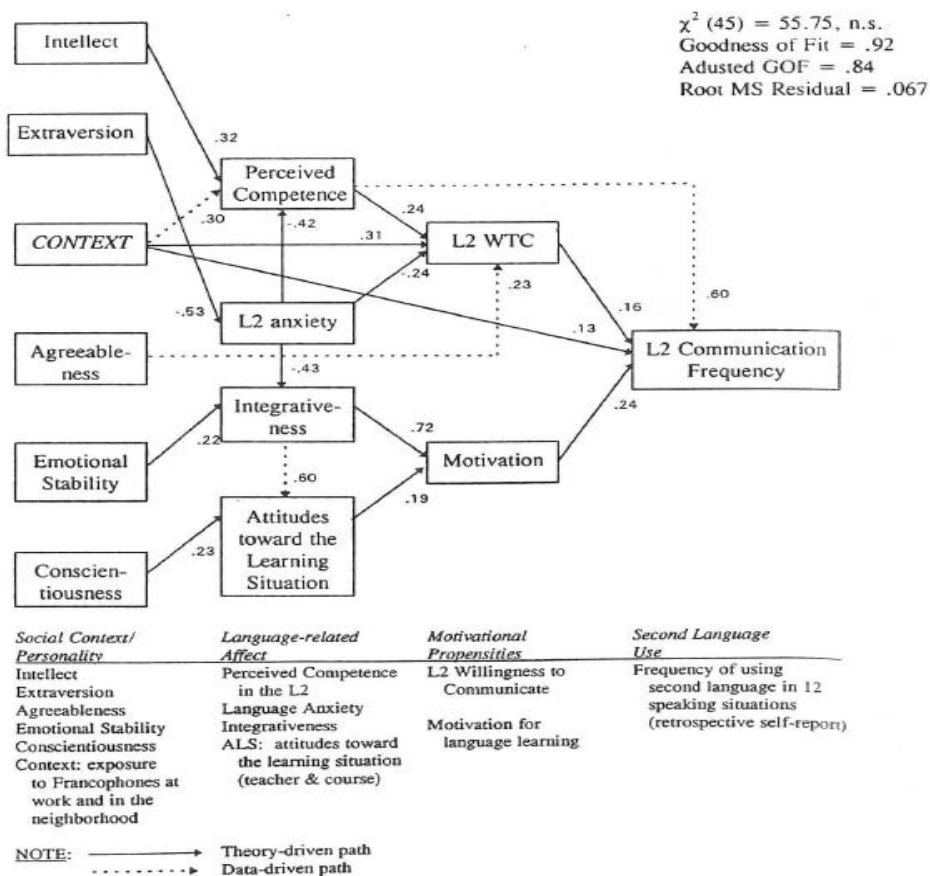 χ² (45) = 55.75, n.s.
Goodness of Fit = .92
Adusted GOF = .84
Root MS Residual = .067
Intellect
Extraversion
.32
Perceived
Competence
.30
-.42
.24
CONTEXT
.31
L2 WTC
-.24
.23
.60
-.53
L2 anxiety
.16
.13
Agreeable-
ness
L2 Communication
Frequency
-.43
Integrative-
ness
.24
.22
.72
Emotional
Stability
Motivation
.60
.19
Attitudes
toward the
Learning
Situation
.23
Conscien-
tiousness
Social Context/
Personality
Intellect
Extraversion
Agreeableness
Emotional Stability
Conscientiousness
Context: exposure
to Francophones at
work and in the
neighborhood
Language-related
Affect
Perceived Competence
in the L2
Language Anxiety
Integrativeness
ALS: attitudes toward
the learning situation
(teacher & course)
Motivational
Propensities
L2 Willingness to
Communicate
Motivation for
language learning
Second Language
Use
Frequency of using
second language in 12
speaking situations
(retrospective self-report)
NOTE:
Theory-driven path
Data-driven path